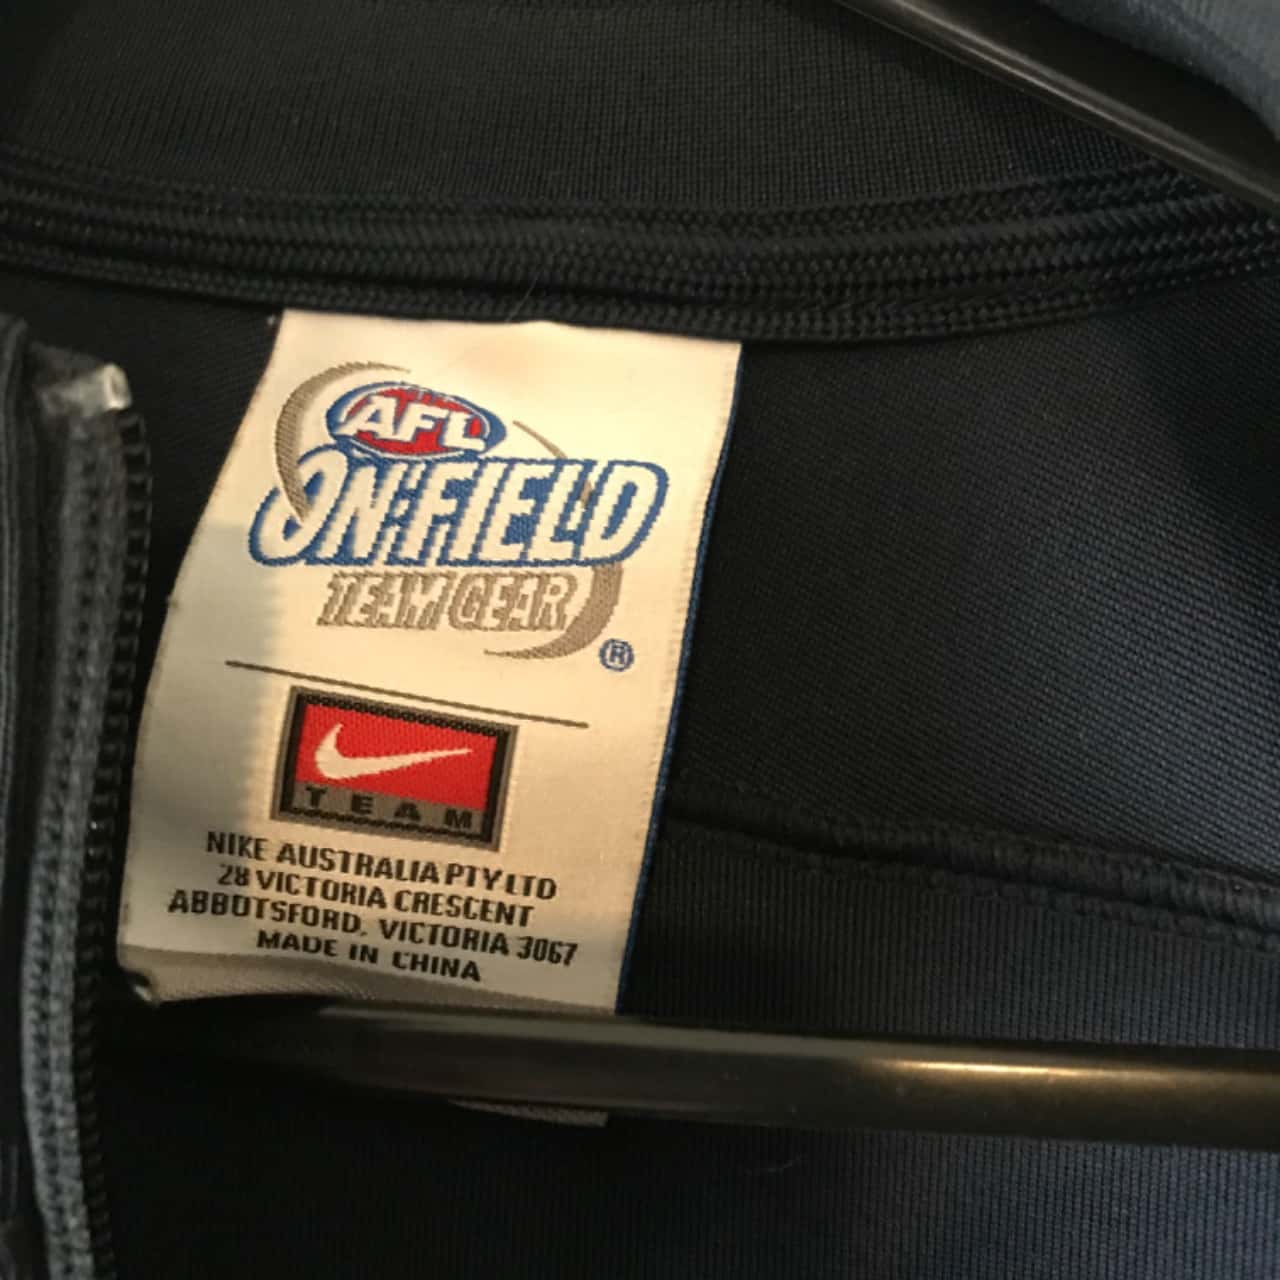 AFL
ON·FIELD
TEAM GEAR
®
TEAM
NIKE AUSTRALIA PTY LTD
28 VICTORIA CRESCENT
ABBOTSFORD, VICTORIA 3067
MADE IN CHINA